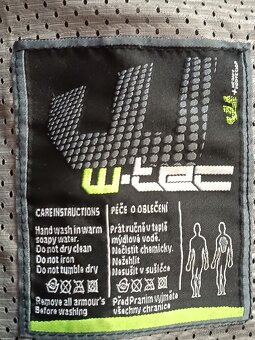 w-tec
CARE INSTRUCTIONS
Hand wash in warm
soapy water.
Do not dry clean
Do not iron
Do not tumble dry
Remove all armour's
Before washing
PÉČE O OBLEČENÍ
Prát ručně v teplé
mýdlové vodě.
Nečistit chemicky.
Nežehlit
Nesušit v sušičce
Před Praním vyjměte
všechny chrániče